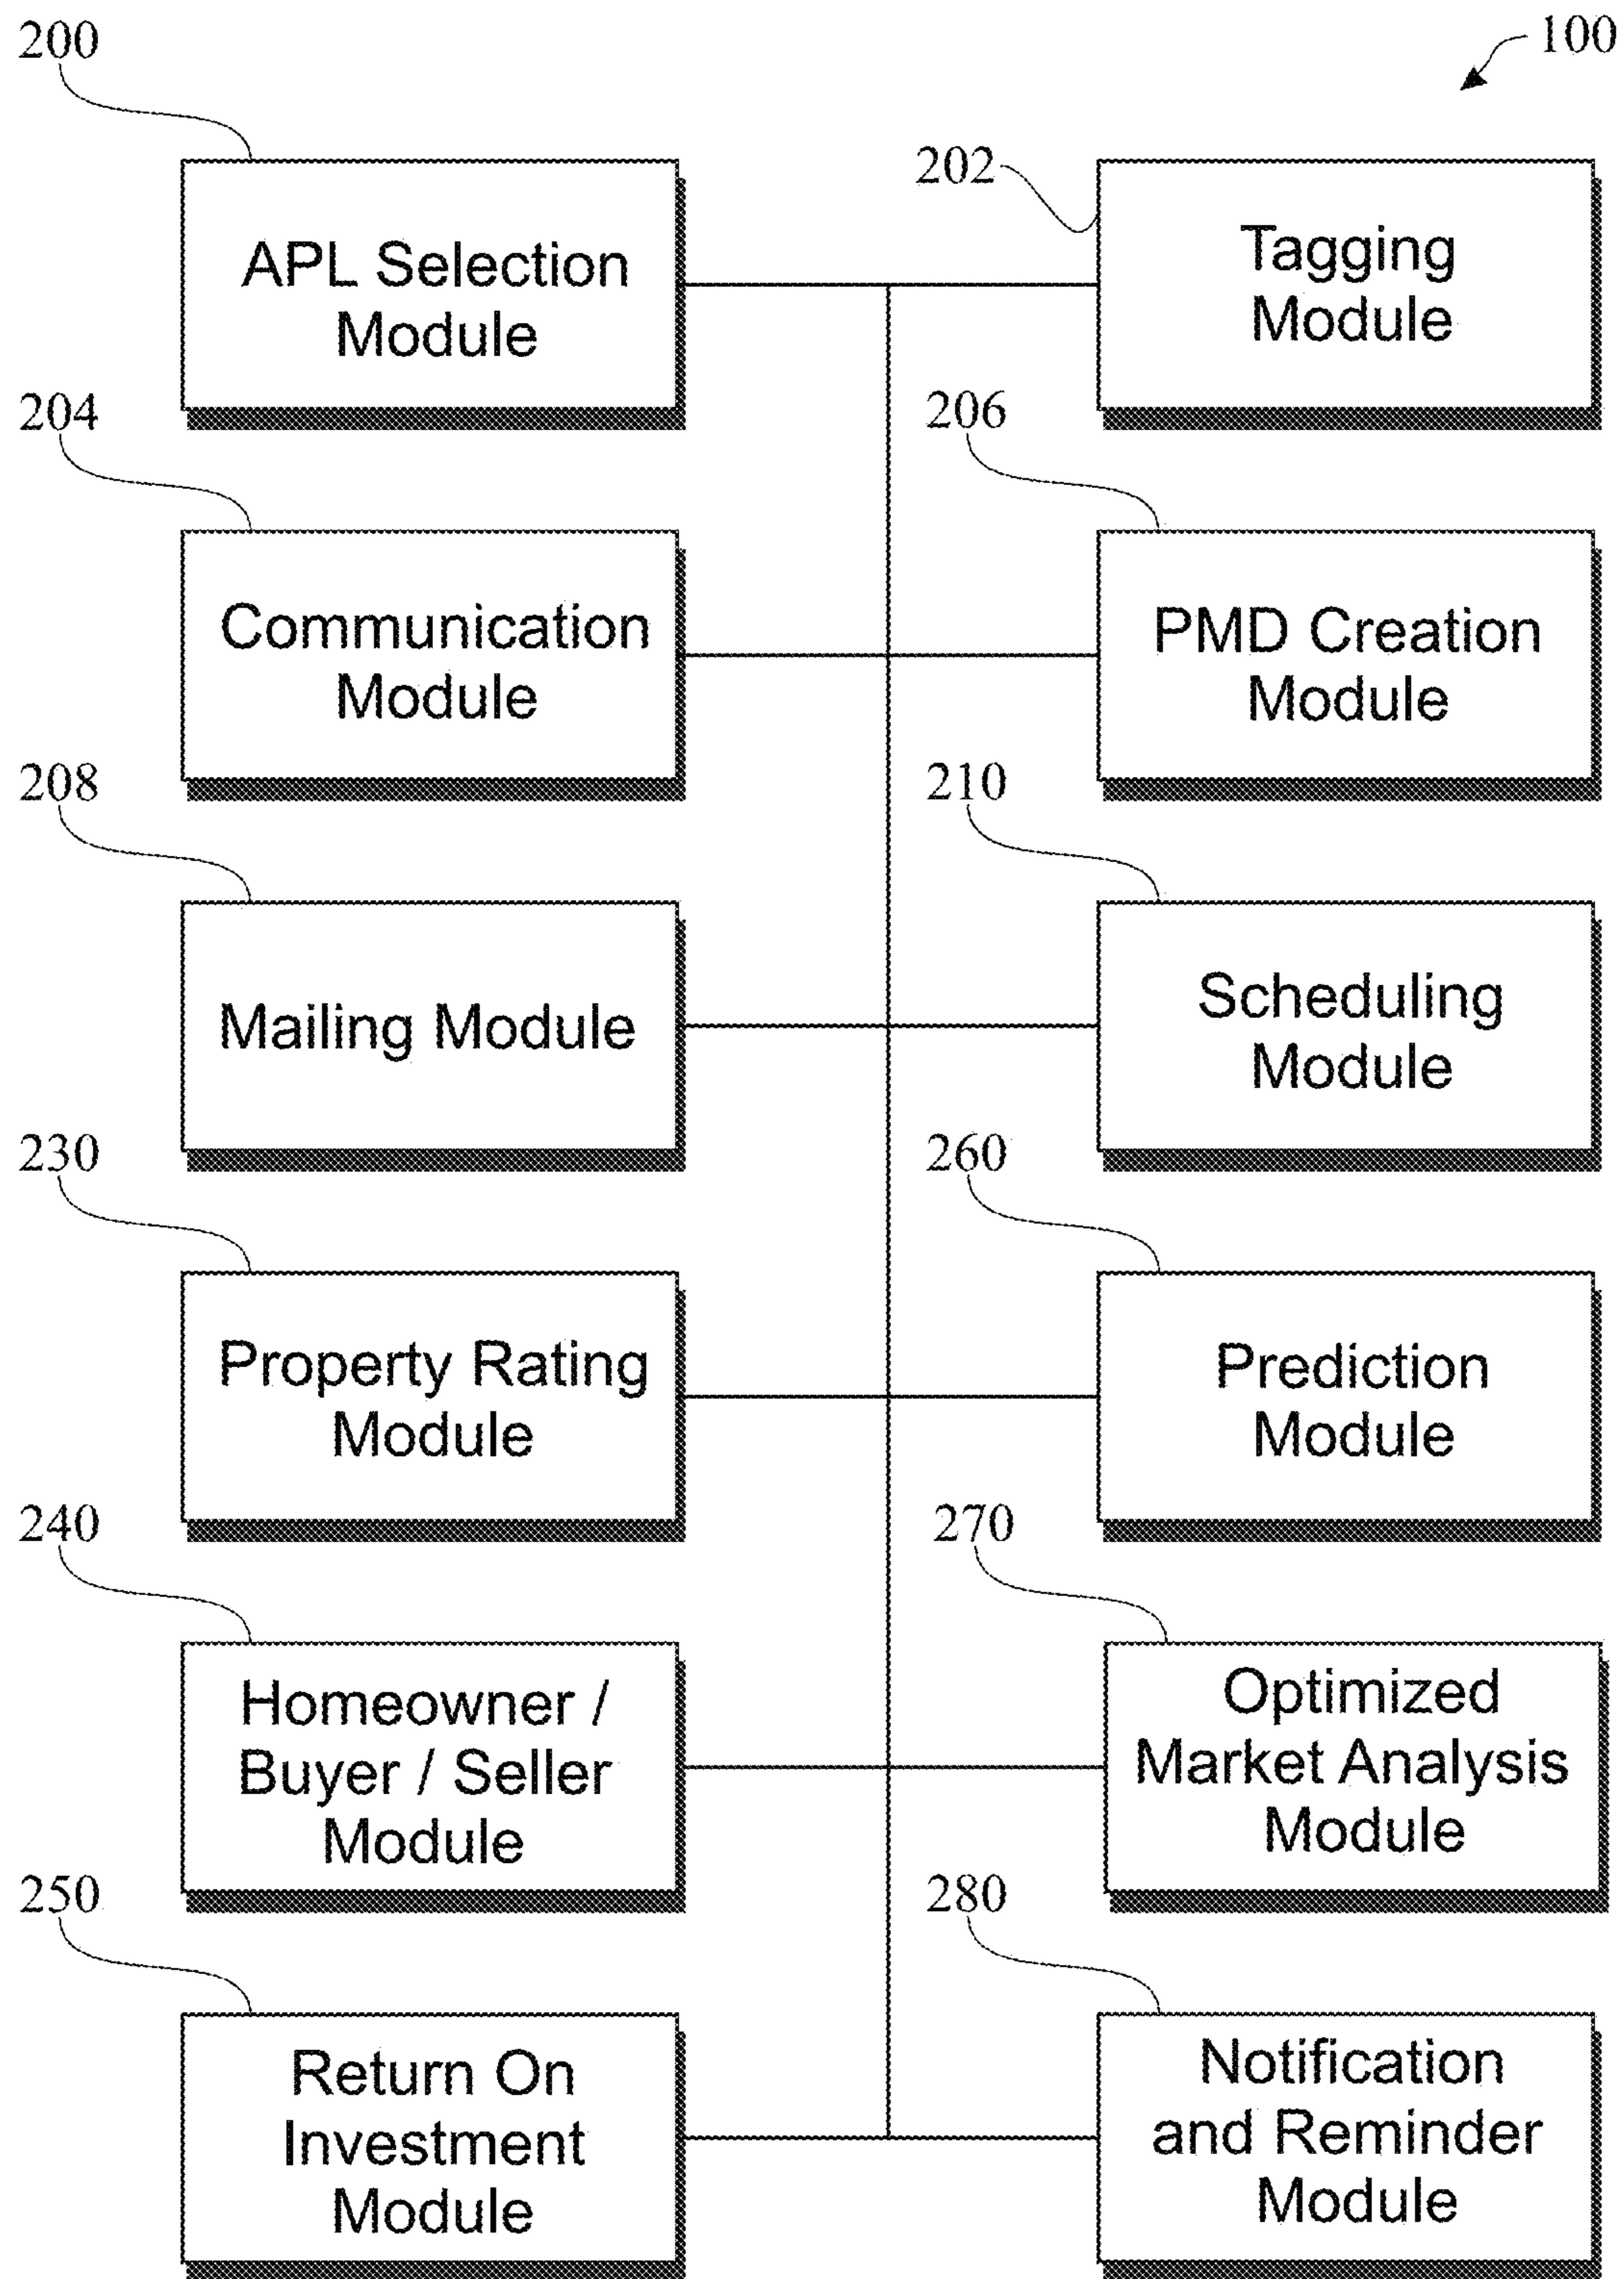 200
100
APL Selection
Module
202
Tagging
Module
204
Communication
Module
206
PMD Creation
Module
208
Mailing Module
210
Scheduling
Module
230
Property Rating
Module
260
Prediction
Module
240
Homeowner /
Buyer / Seller
Module
270
Optimized
Market Analysis
Module
250
Return On
Investment
Module
280
Notification
and Reminder
Module